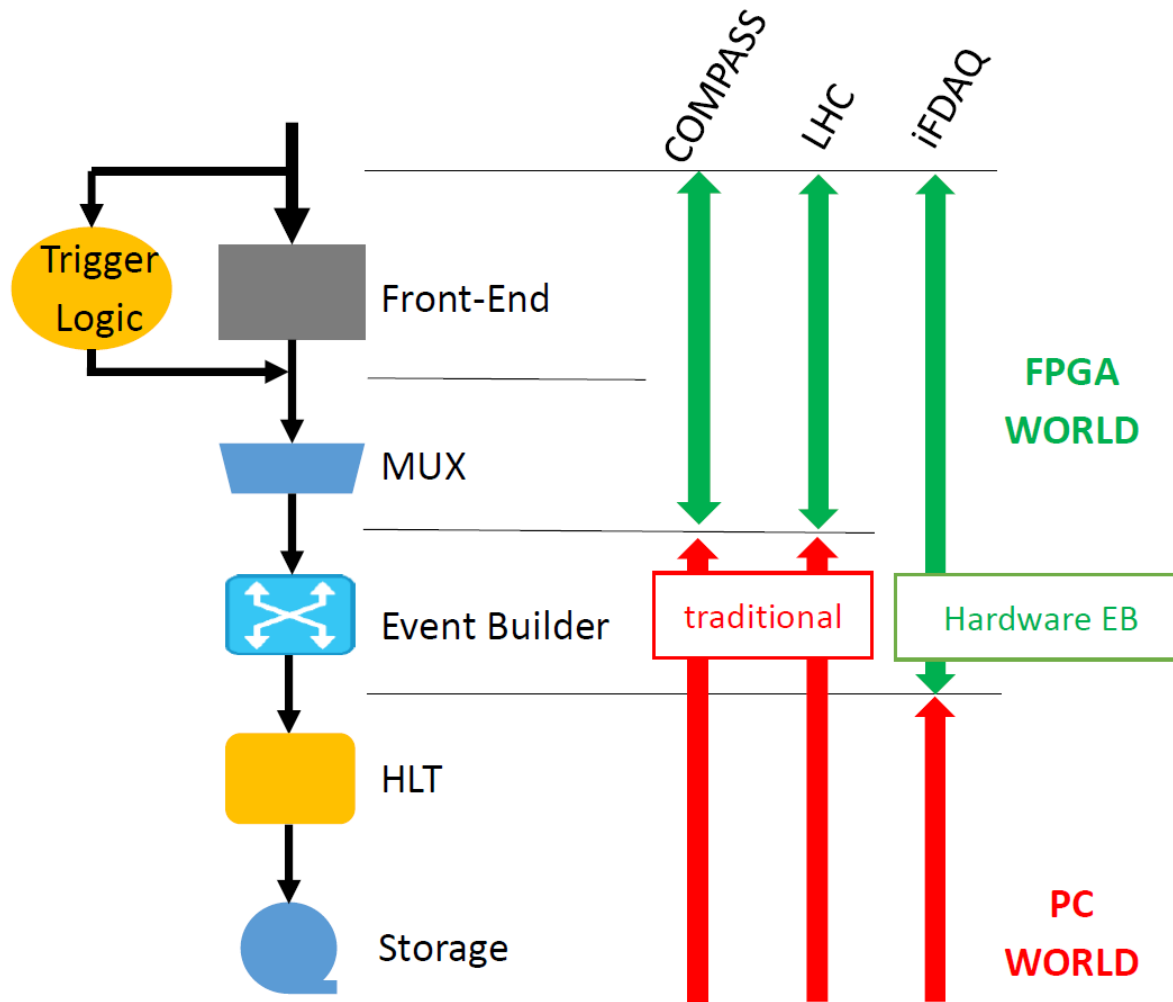 COMPASS
LHC
iFDAQ
Trigger
Logic
Front-End
FPGA
WORLD
MUX
Event Builder
traditional
Hardware EB
HLT
PC
WORLD
Storage